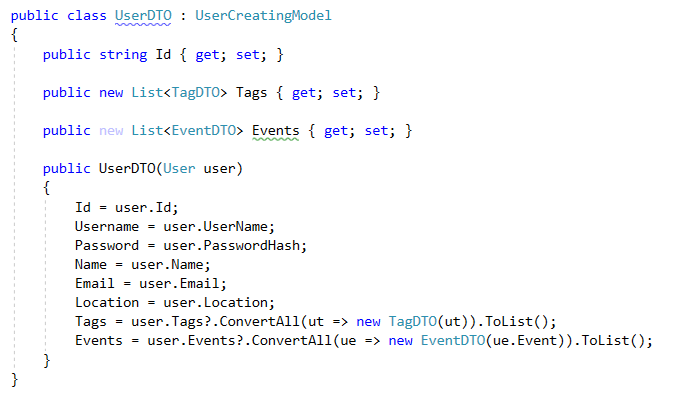 public class UserDTO : UserCreatingModel
{
public string Id { get; set; }
public new List<TagDTO> Tags { get; set; }
public new List<EventDTO> Events { get; set; }
public UserDTO(User user)
{
Id = user.Id;
Username = user.UserName;
Password = user.PasswordHash;
Name = user.Name;
Email = user.Email;
Location = user.Location;
Tags = user.Tags?.ConvertAll(ut => new TagDTO(ut)).ToList();
Events = user.Events?.ConvertAll(ue => new EventDTO(ue.Event)).ToList();
}
}